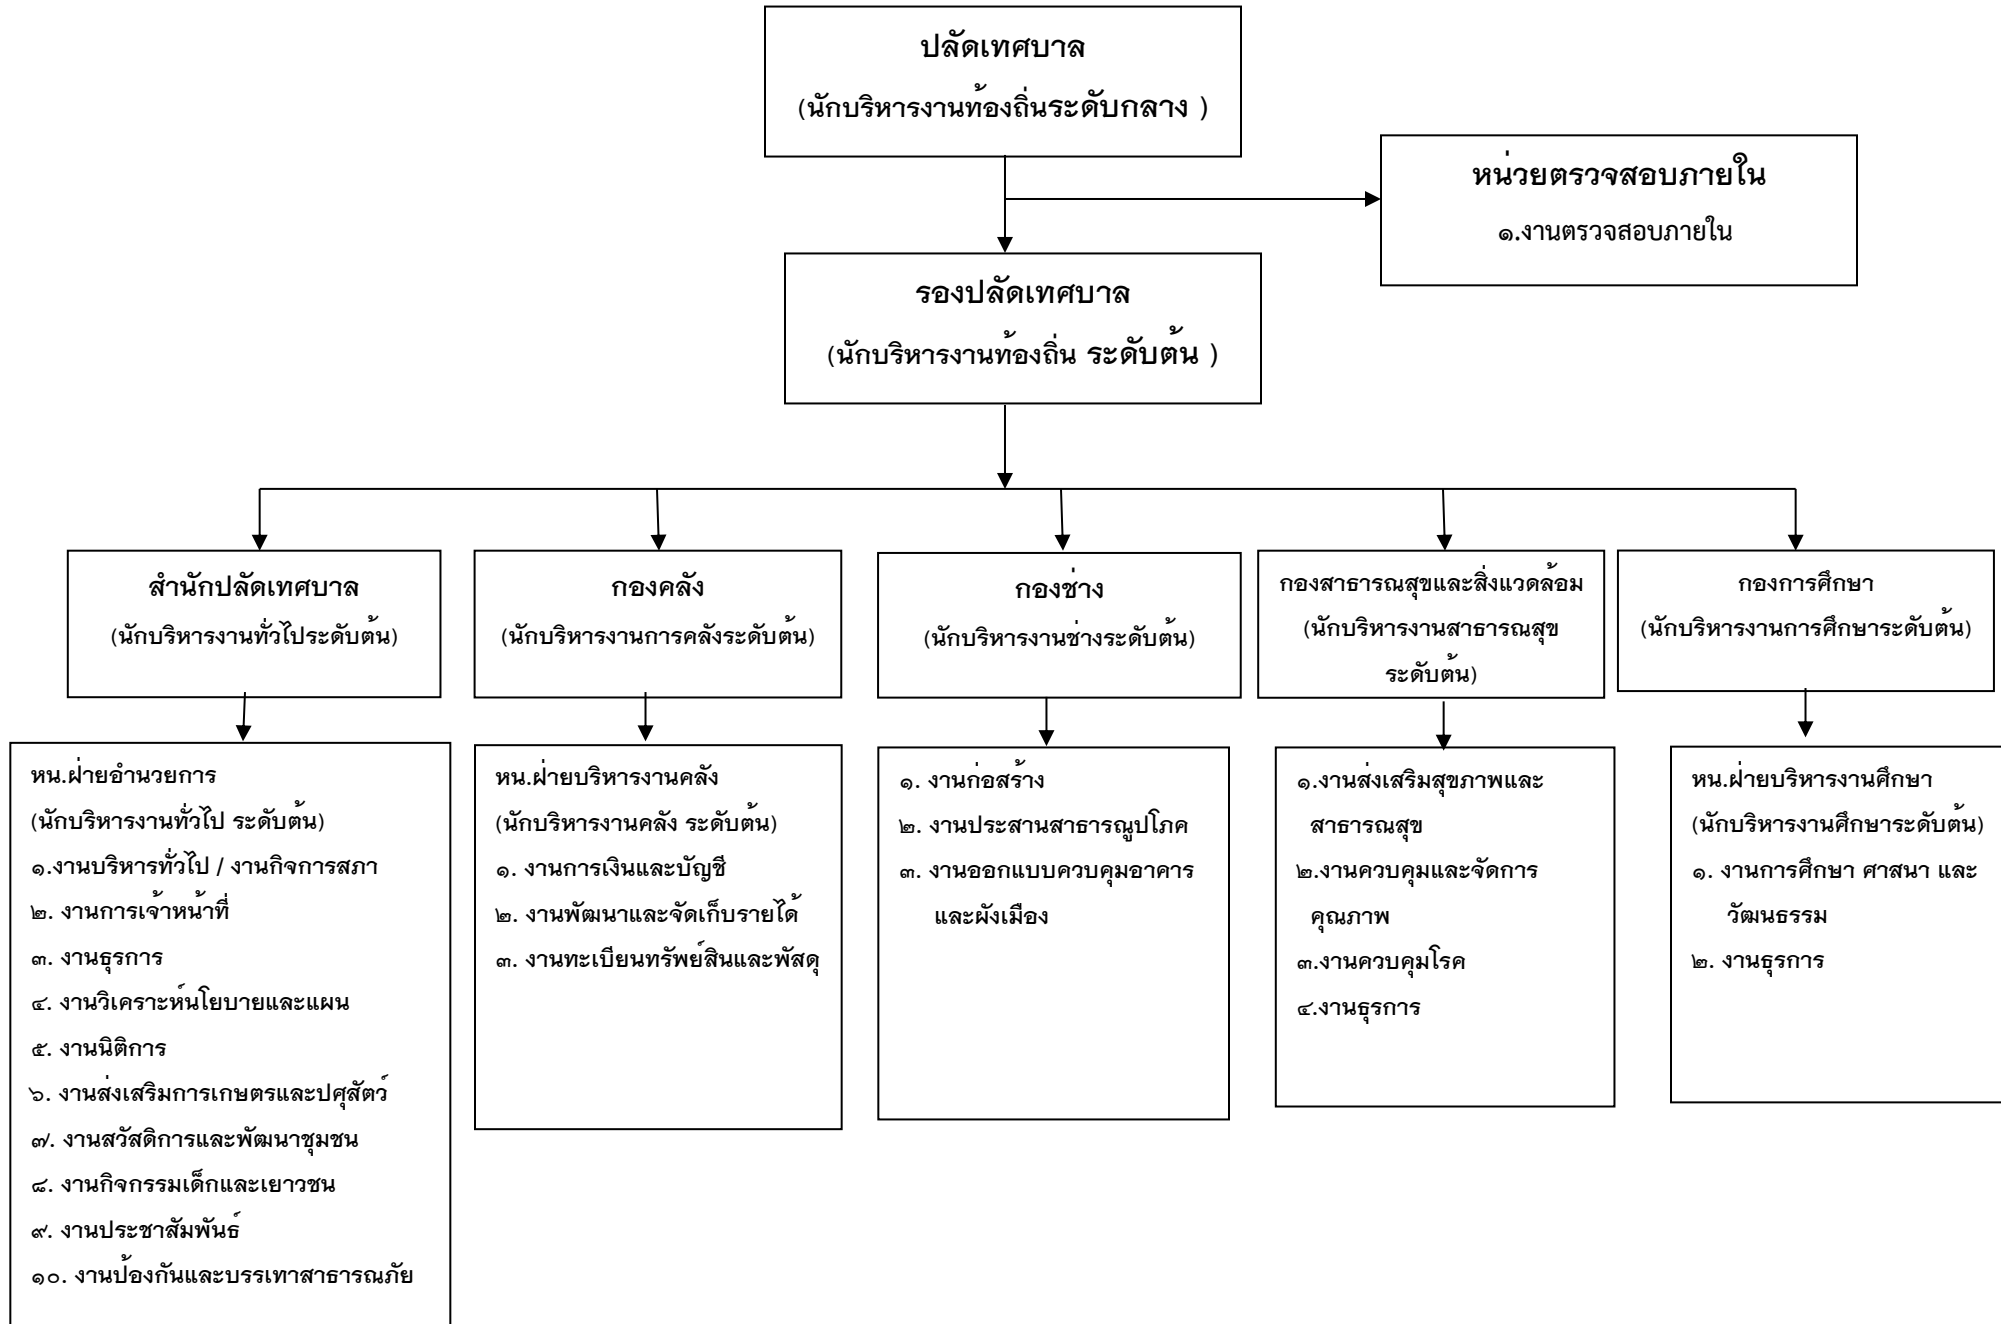 ปลัดเทศบาล
(นักบริหารงานท้องถิ่นระดับกลาง )
หน่วยตรวจสอบภายใน
๑.งานตรวจสอบภายใน
รองปลัดเทศบาล
(นักบริหารงานท้องถิ่น ระดับต้น )
สำนักปลัดเทศบาล
(นักบริหารงานทั่วไประดับต้น)
กองคลัง
(นักบริหารงานการคลังระดับต้น)
กองช่าง
(นักบริหารงานช่างระดับต้น)
กองสาธารณสุขและสิ่งแวดล้อม
(นักบริหารงานสาธารณสุข
ระดับต้น)
กองการศึกษา
(นักบริหารงานการศึกษาระดับต้น)
หน.ฝ่ายอำนวยการ
(นักบริหารงานทั่วไป ระดับต้น)
๑.งานบริหารทั่วไป / งานกิจการสภา
๒. งานการเจ้าหน้าที่
๓. งานธุรการ
๔. งานวิเคราะห์นโยบายและแผน
๕. งานนิติการ
๖. งานส่งเสริมการเกษตรและปศุสัตว์
๗. งานสวัสดิการและพัฒนาชุมชน
๘. งานกิจกรรมเด็กและเยาวชน
๙. งานประชาสัมพันธ์
๑๐. งานป้องกันและบรรเทาสาธารณภัย
หน.ฝ่ายบริหารงานคลัง
(นักบริหารงานคลัง ระดับต้น)
๑. งานการเงินและบัญชี
๒. งานพัฒนาและจัดเก็บรายได้
๓. งานทะเบียนทรัพย์สินและพัสดุ
๑. งานก่อสร้าง
๒. งานประสานสาธารณูปโภค
๓. งานออกแบบควบคุมอาคาร
และผังเมือง
๑.งานส่งเสริมสุขภาพและ
สาธารณสุข
๒.งานควบคุมและจัดการ
คุณภาพ
๓.งานควบคุมโรค
๔.งานธุรการ
หน.ฝ่ายบริหารงานศึกษา
(นักบริหารงานศึกษาระดับต้น)
๑. งานการศึกษา ศาสนา และ
วัฒนธรรม
๒. งานธุรการ